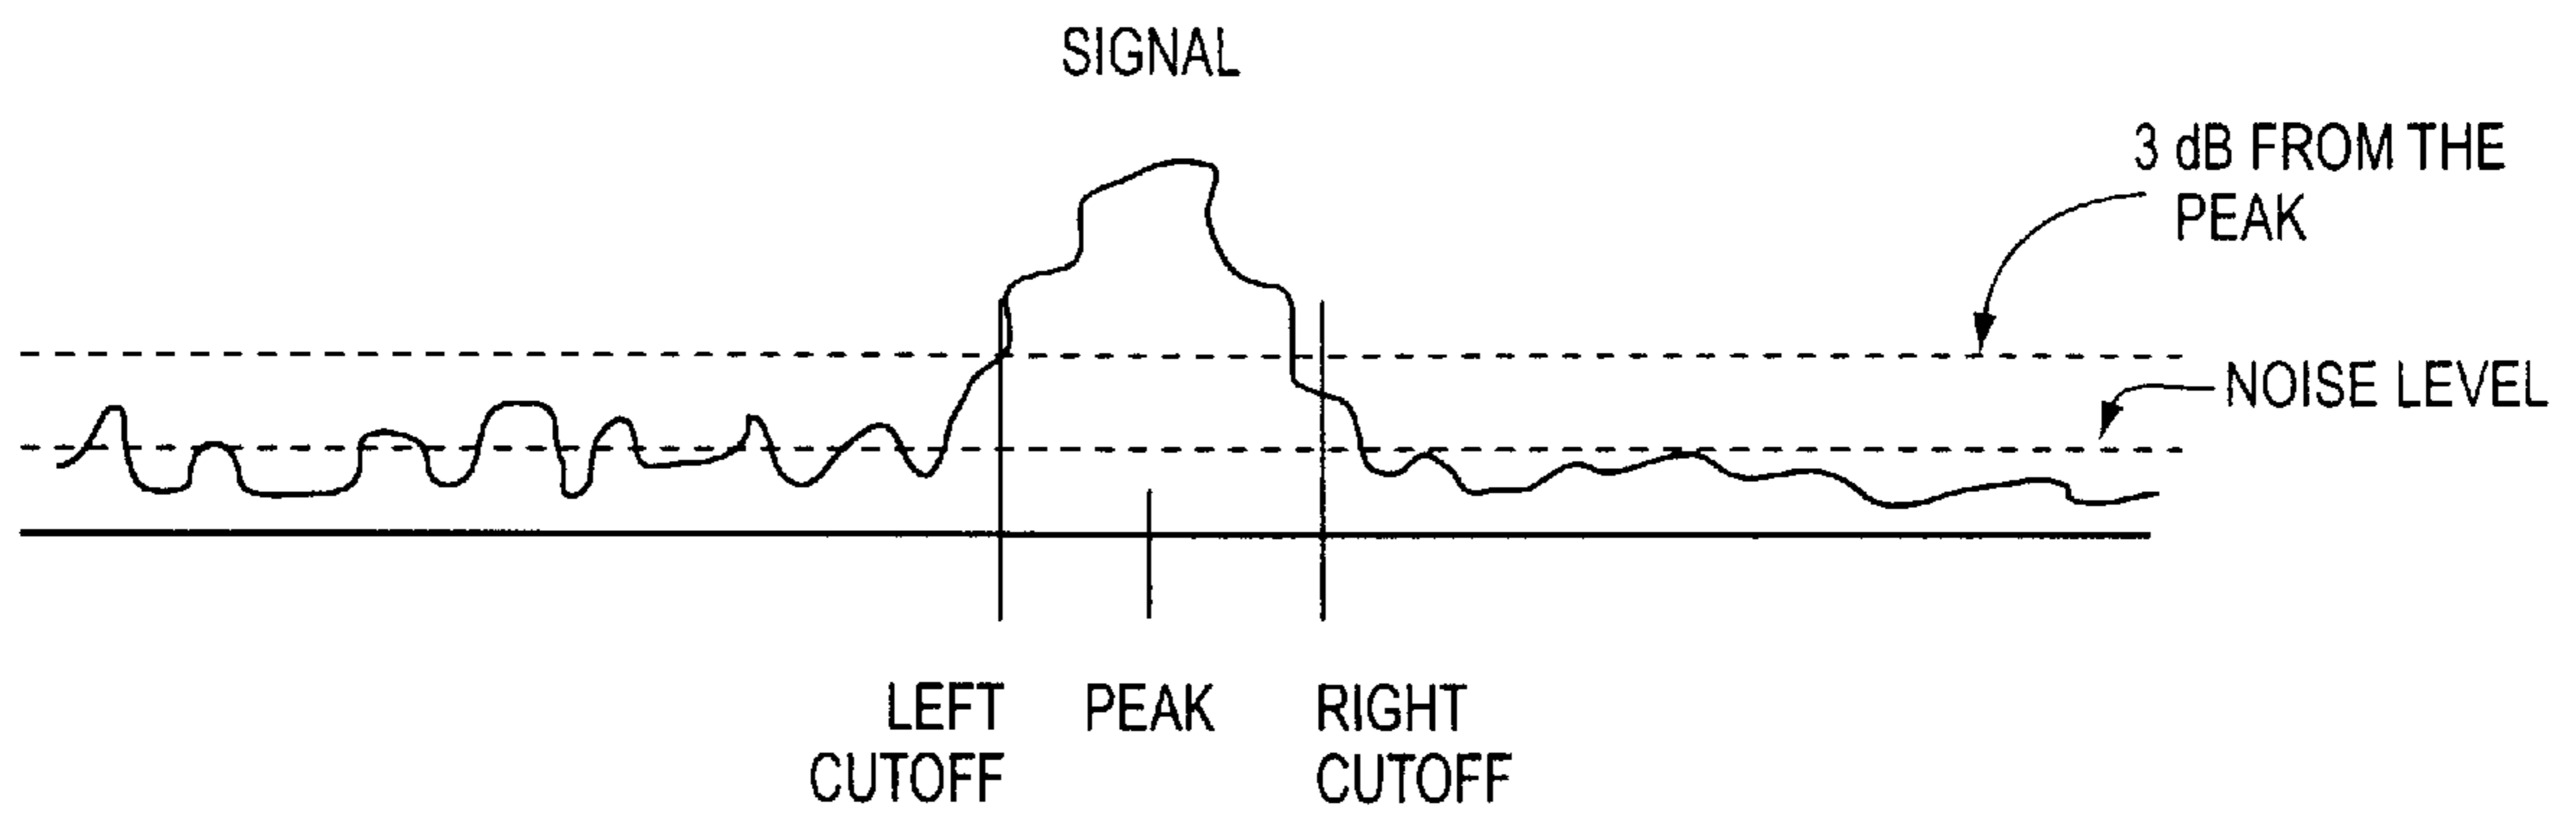 SIGNAL
3 dB FROM THE
PEAK
NOISE LEVEL
LEFT
CUTOFF
PEAK
RIGHT
CUTOFF